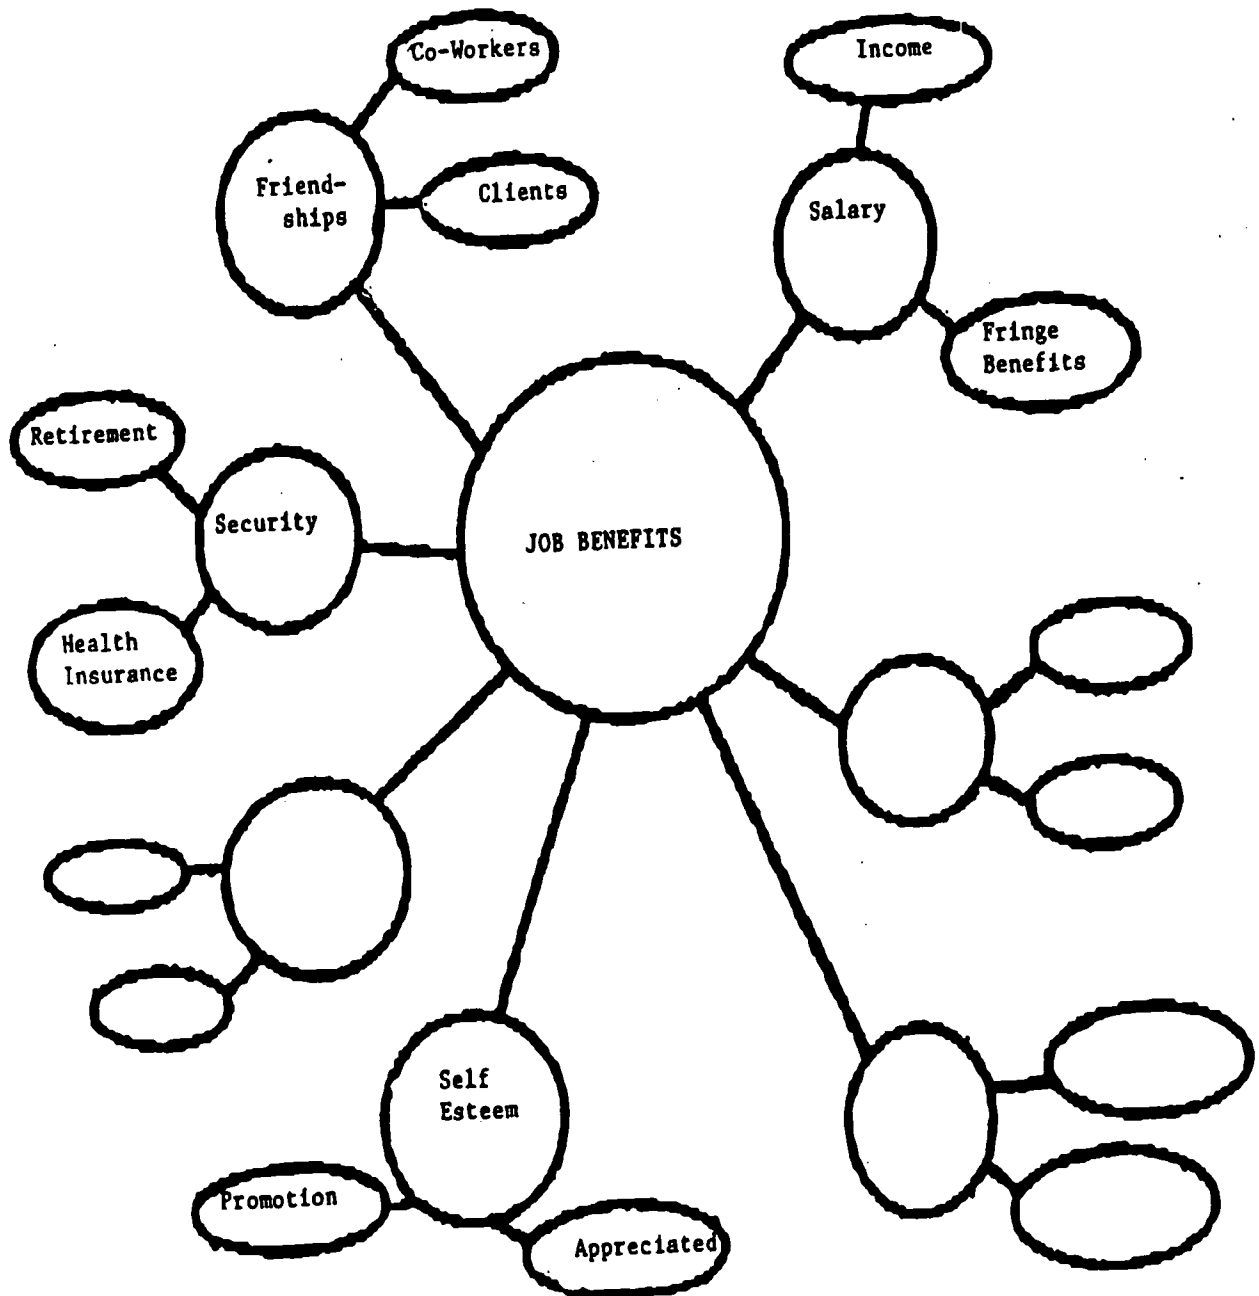 Co-Workers
Income
Friend-
ships
Clients
Salary
Fringe
Benefits
Retirement
Security
JOB BENEFITS
Health
Insurance
Self
Esteem
Promotion
Appreciated